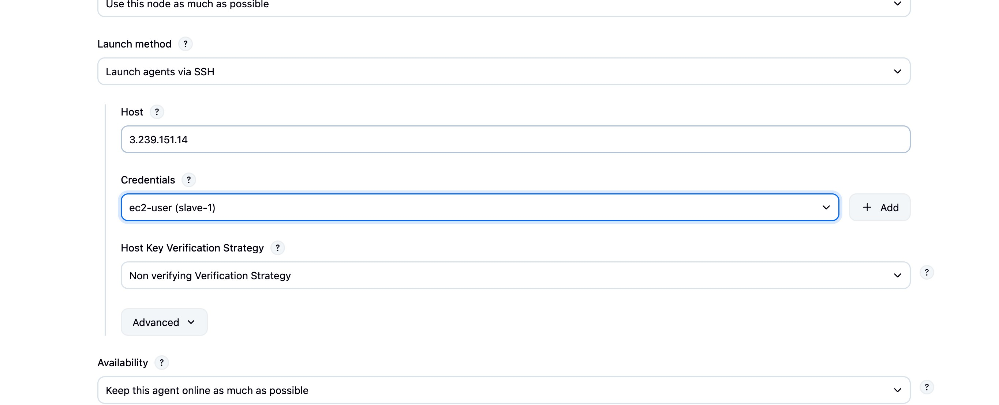 Use this node as much as possible
Launch method ?
Launch agents via SSH
Host ?
3.239.151.14
Credentials ?
ec2-user (slave-1)
+ Add
Host Key Verification Strategy ?
Non verifying Verification Strategy
?
Advanced
Availability ?
Keep this agent online as much as possible
?